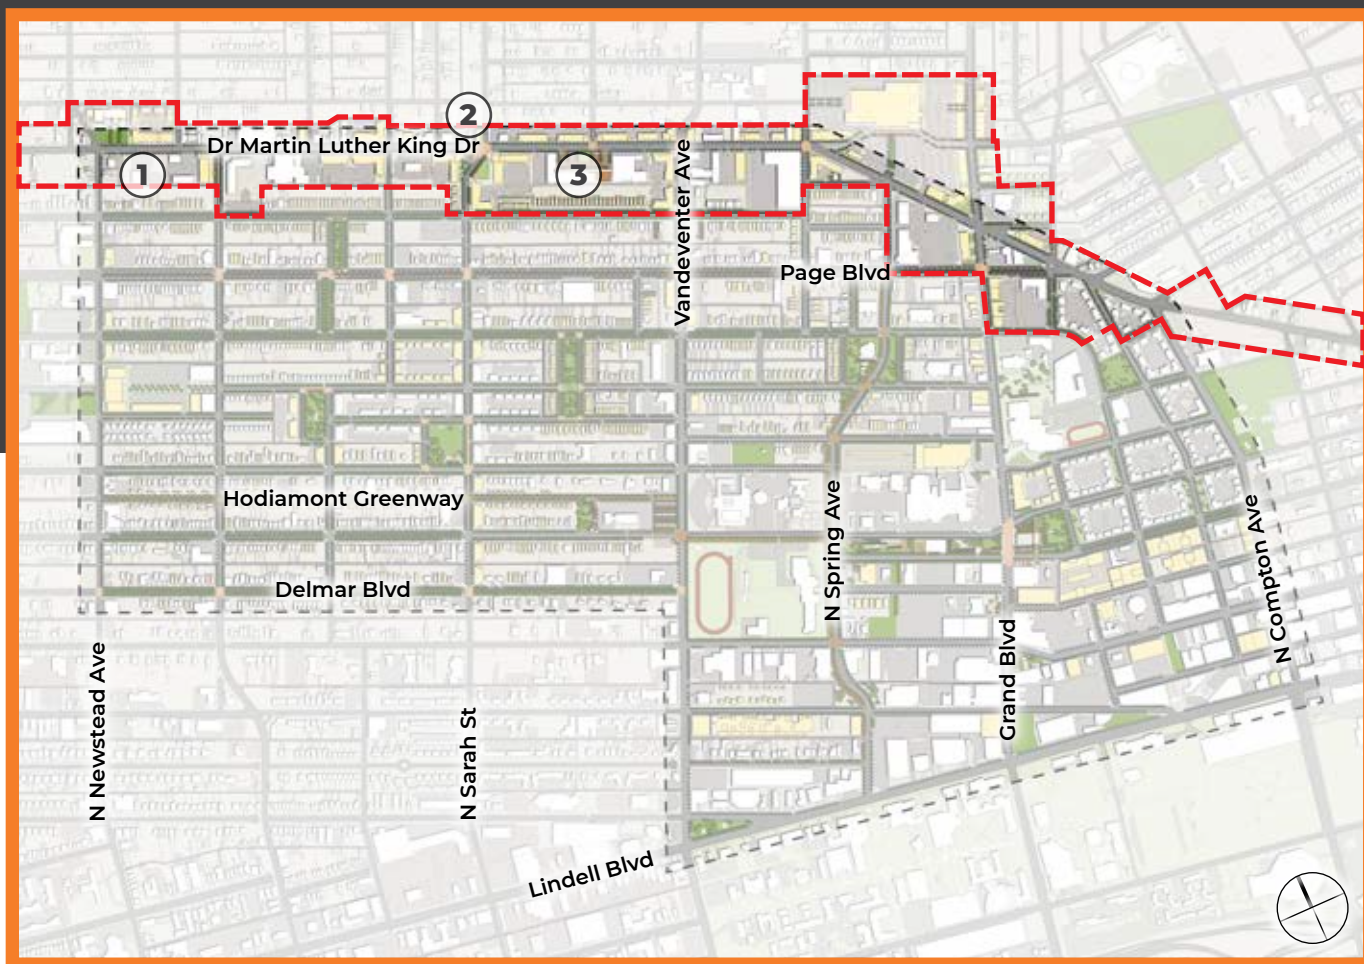 2
Dr Martin Luther King Dr
1
3
Vandeventer Ave
Page Blvd
Hodiamont Greenway
N Spring Ave
N Compton Ave
Delmar Blvd
Grand Blvd
N Newstead Ave
N Sarah St
Lindell Blvd